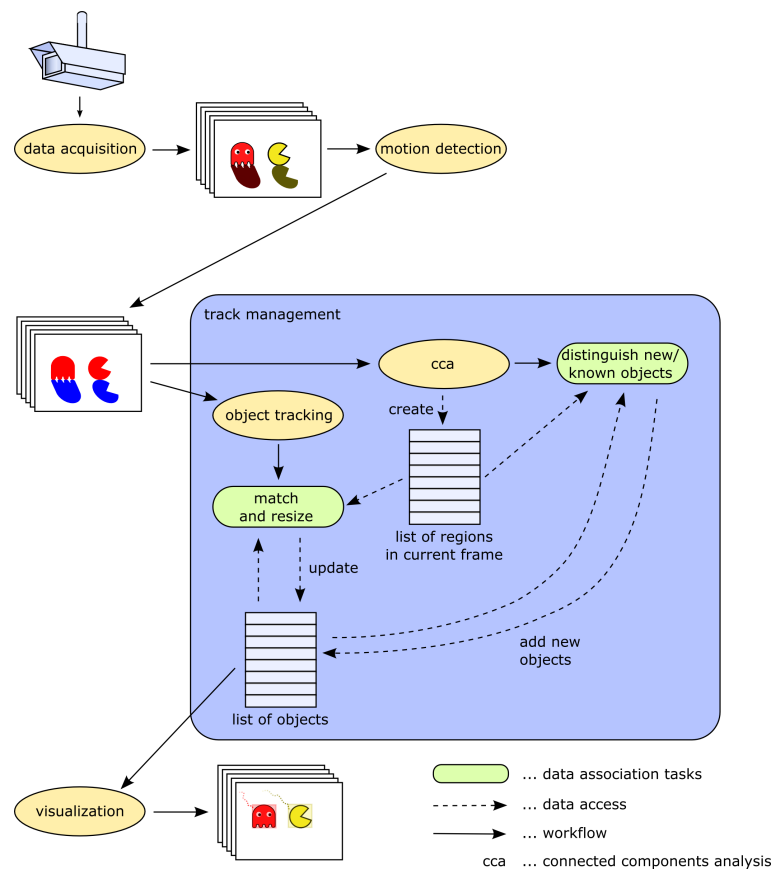 data acquisition
motion detection
track management
cca
distinguish new/
known objects
create
object tracking
match
and resize
list of regions
in current frame
update
add new
objects
list of objects
visualization
... data association tasks
... data access
... workflow
cca ... connected components analysis